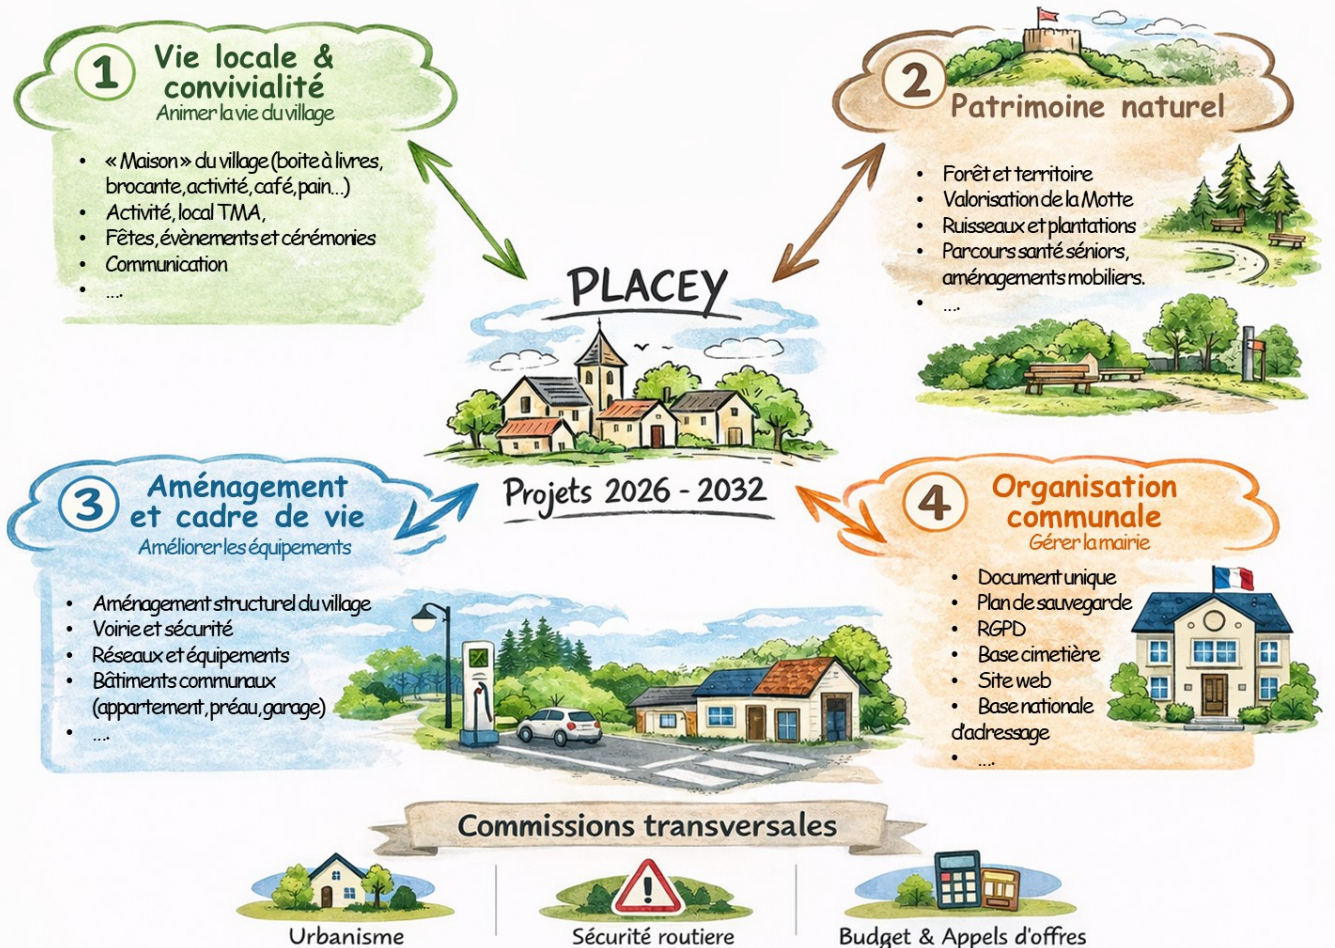 1
Vie locale &
convivialité
Animer la vie du village
• « Maison » du village (boite à livres,
brocante, activité, café, pain...)
• Activité, local TMA,
• Fêtes, évènements et cérémonies
• Communication
• ....
2
Patrimoine naturel
• Forêt et territoire
• Valorisation de la Motte
• Ruisseaux et plantations
• Parcours santé séniors,
aménagements mobiliers.
• ....
PLACEY
Projets 2026 - 2032
3
Aménagement
et cadre de vie
Améliorer les équipements
• Aménagement structurel du village
• Voirie et sécurité
• Réseaux et équipements
• Bâtiments communaux
(appartement, préau, garage)
• ....
4
Organisation
communale
Gérer la mairie
• Document unique
• Plan de sauvegarde
• RGPD
• Base cimetière
• Site web
• Base nationale
d'adressage
• ....
Commissions transversales
Urbanisme
Sécurité routiere
Budget & Appels d'offres